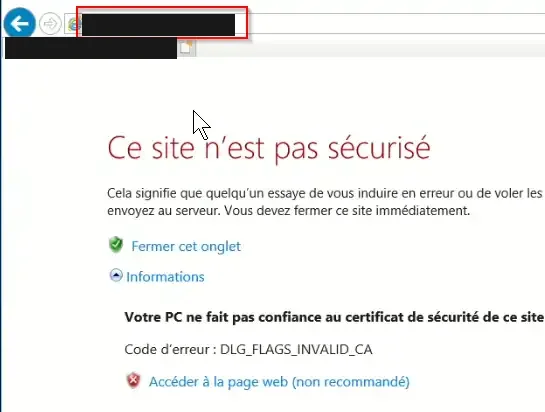 Ce site n'est pas sécurisé
Cela signifie que quelqu'un essaye de vous induire en erreur ou de voler les
envoyez au serveur. Vous devez fermer ce site immédiatement.
Fermer cet onglet
Informations
Votre PC ne fait pas confiance au certificat de sécurité de ce site
Code d'erreur : DLG_FLAGS_INVALID_CA
Accéder à la page web (non recommandé)